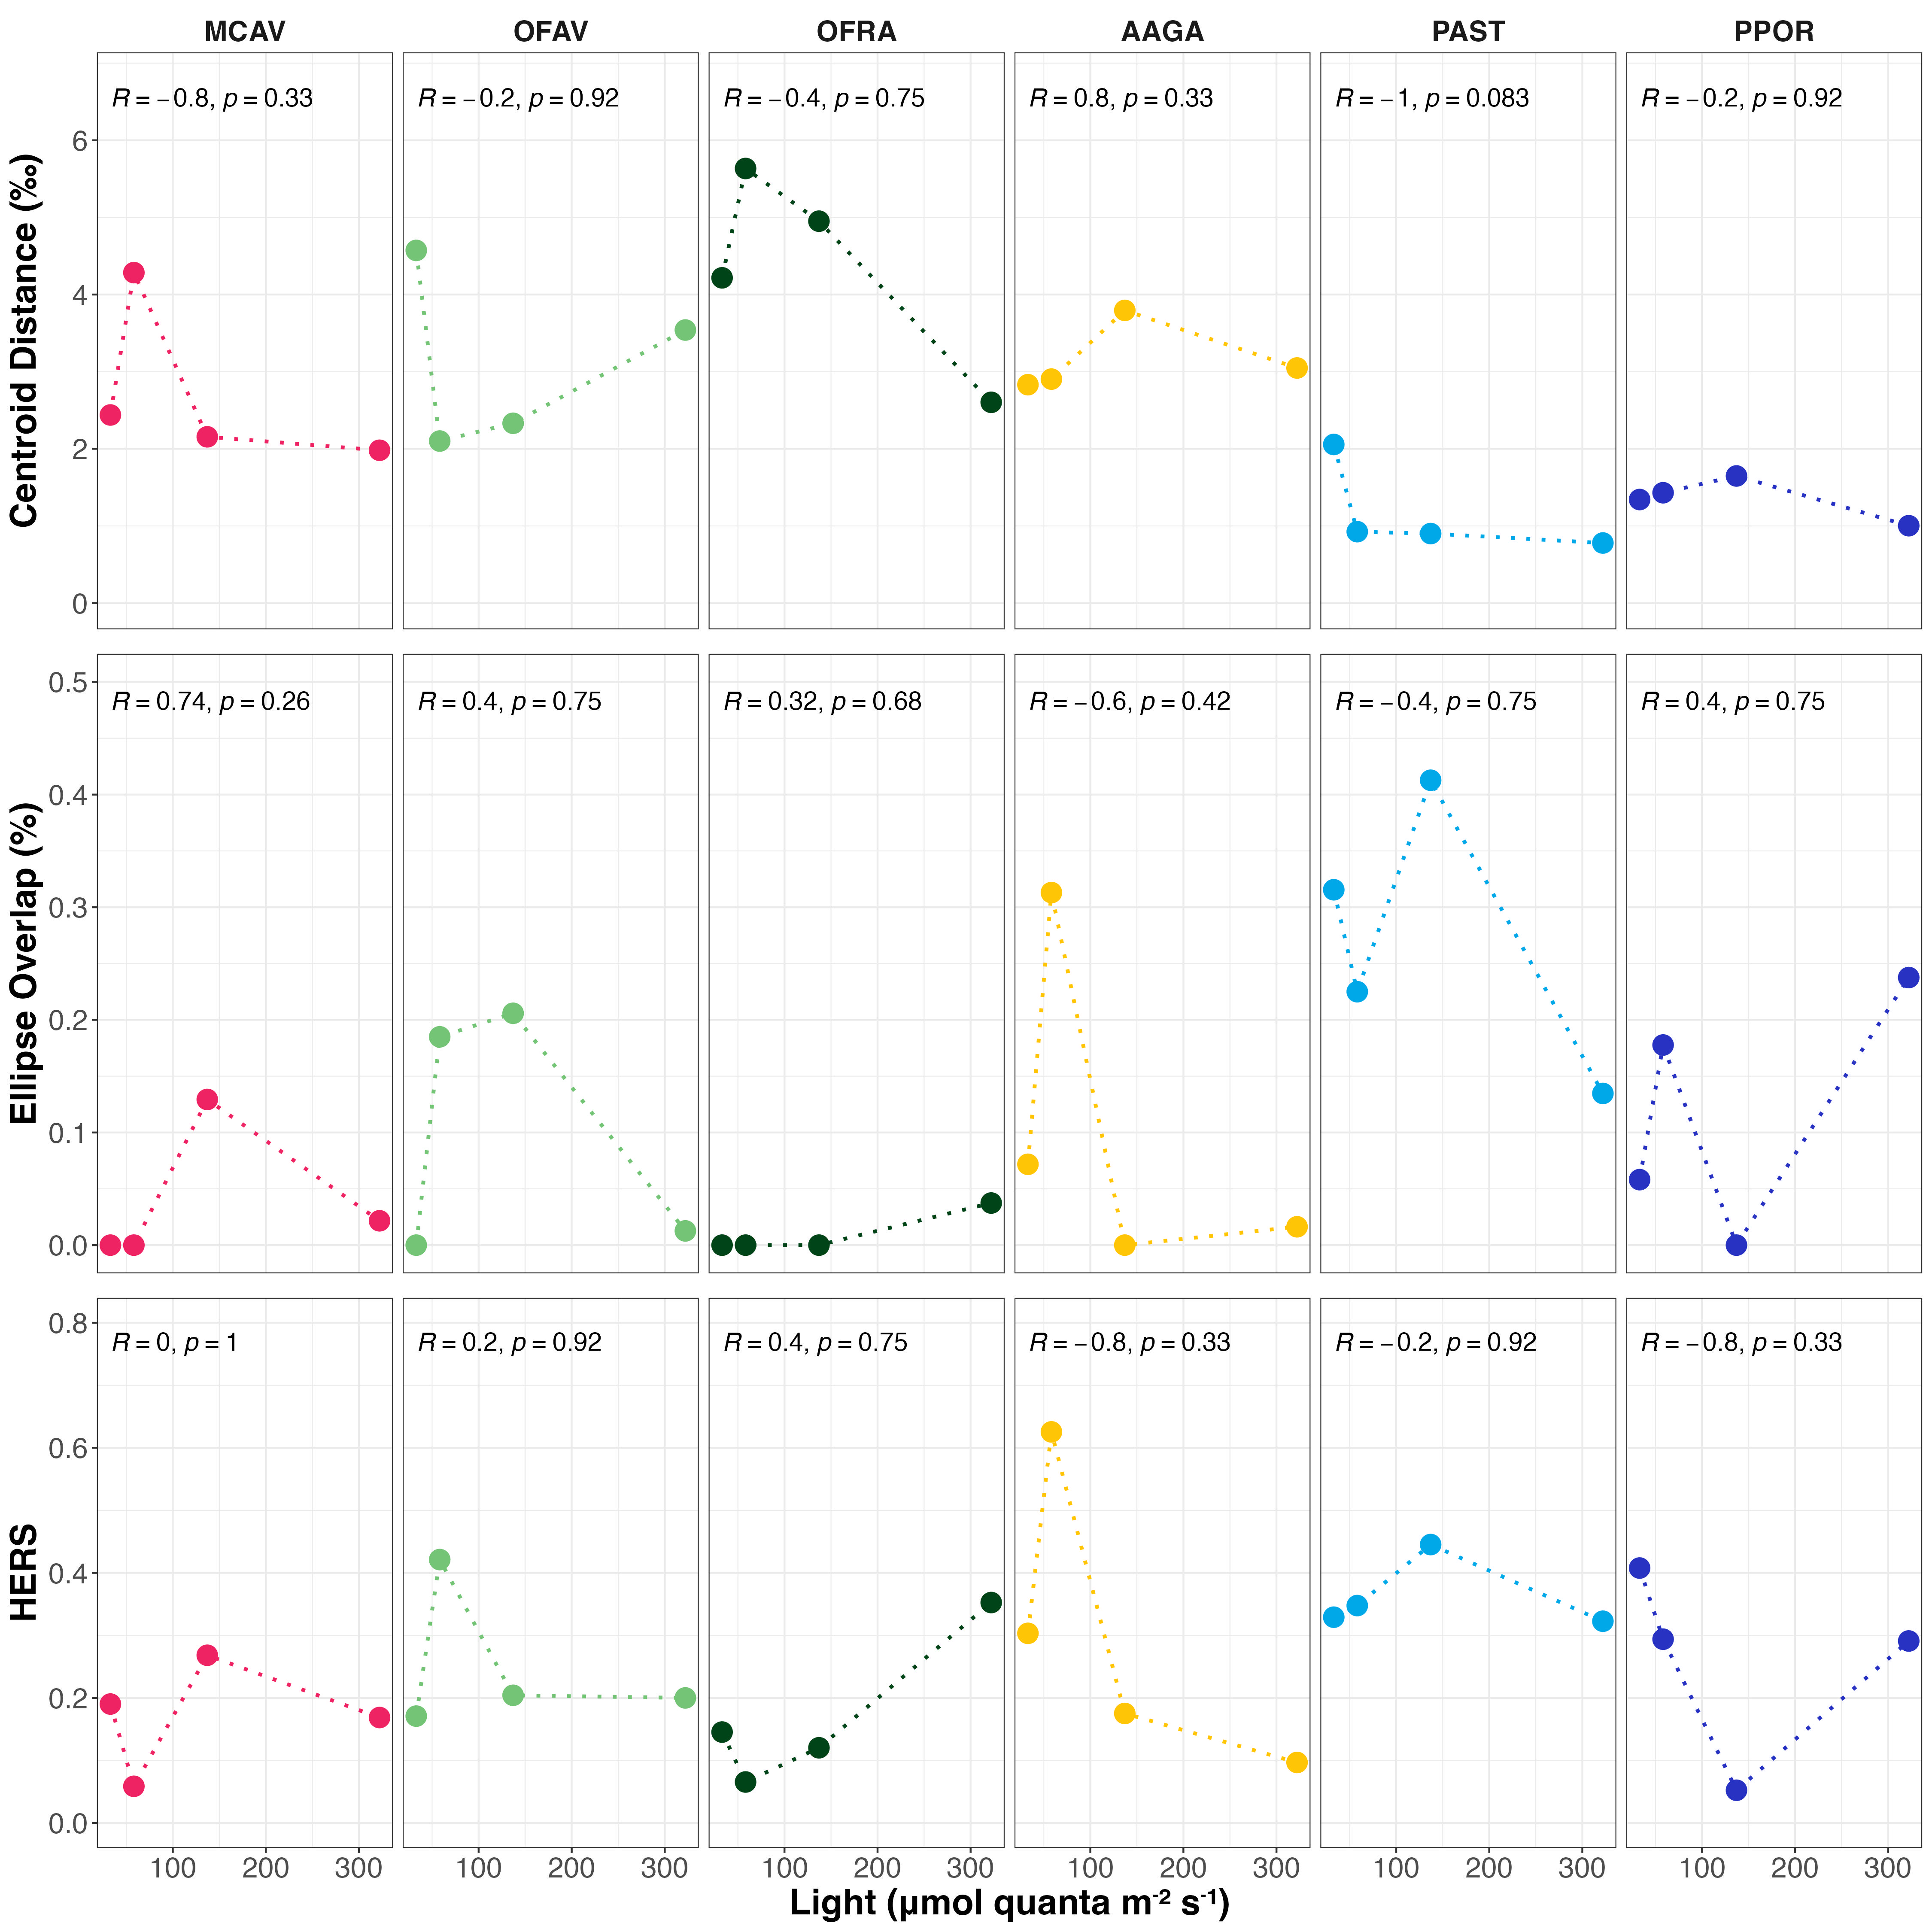 MCAV OFAV OFRA AAGA PAST PPOR
Centroid Distance (‰)
R = −0.8, p = 0.33 R = −0.2, p = 0.92 R = −0.4, p = 0.75 R = 0.8, p = 0.33 R = −1, p = 0.083 R = −0.2, p = 0.92
6
4
2
0
Ellipse Overlap (%)
0.5
R = 0.74, p = 0.26 R = 0.4, p = 0.75 R = 0.32, p = 0.68 R = −0.6, p = 0.42 R = −0.4, p = 0.75 R = 0.4, p = 0.75
0.4
0.3
0.2
0.1
0.0
HERS
0.8
R = 0, p = 1 R = 0.2, p = 0.92 R = 0.4, p = 0.75 R = −0.8, p = 0.33 R = −0.2, p = 0.92 R = −0.8, p = 0.33
0.6
0.4
0.2
0.0
100 200 300 100 200 300 100 200 300 100 200 300 100 200 300 100 200 300
Light (µmol quanta m⁻² s⁻¹)